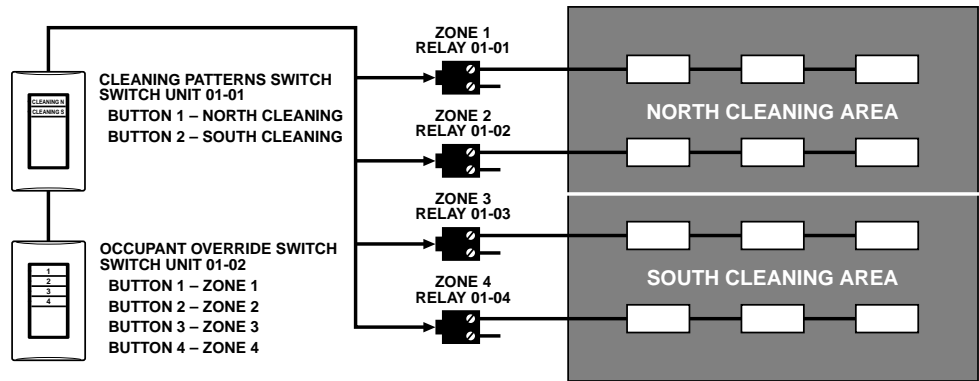 CLEANING N
CLEANING S
CLEANING PATTERNS SWITCH
SWITCH UNIT 01-01
BUTTON 1 – NORTH CLEANING
BUTTON 2 – SOUTH CLEANING
1
2
3
4
OCCUPANT OVERRIDE SWITCH
SWITCH UNIT 01-02
BUTTON 1 – ZONE 1
BUTTON 2 – ZONE 2
BUTTON 3 – ZONE 3
BUTTON 4 – ZONE 4
ZONE 1
RELAY 01-01
ZONE 2
RELAY 01-02
ZONE 3
RELAY 01-03
ZONE 4
RELAY 01-04
NORTH CLEANING AREA
SOUTH CLEANING AREA